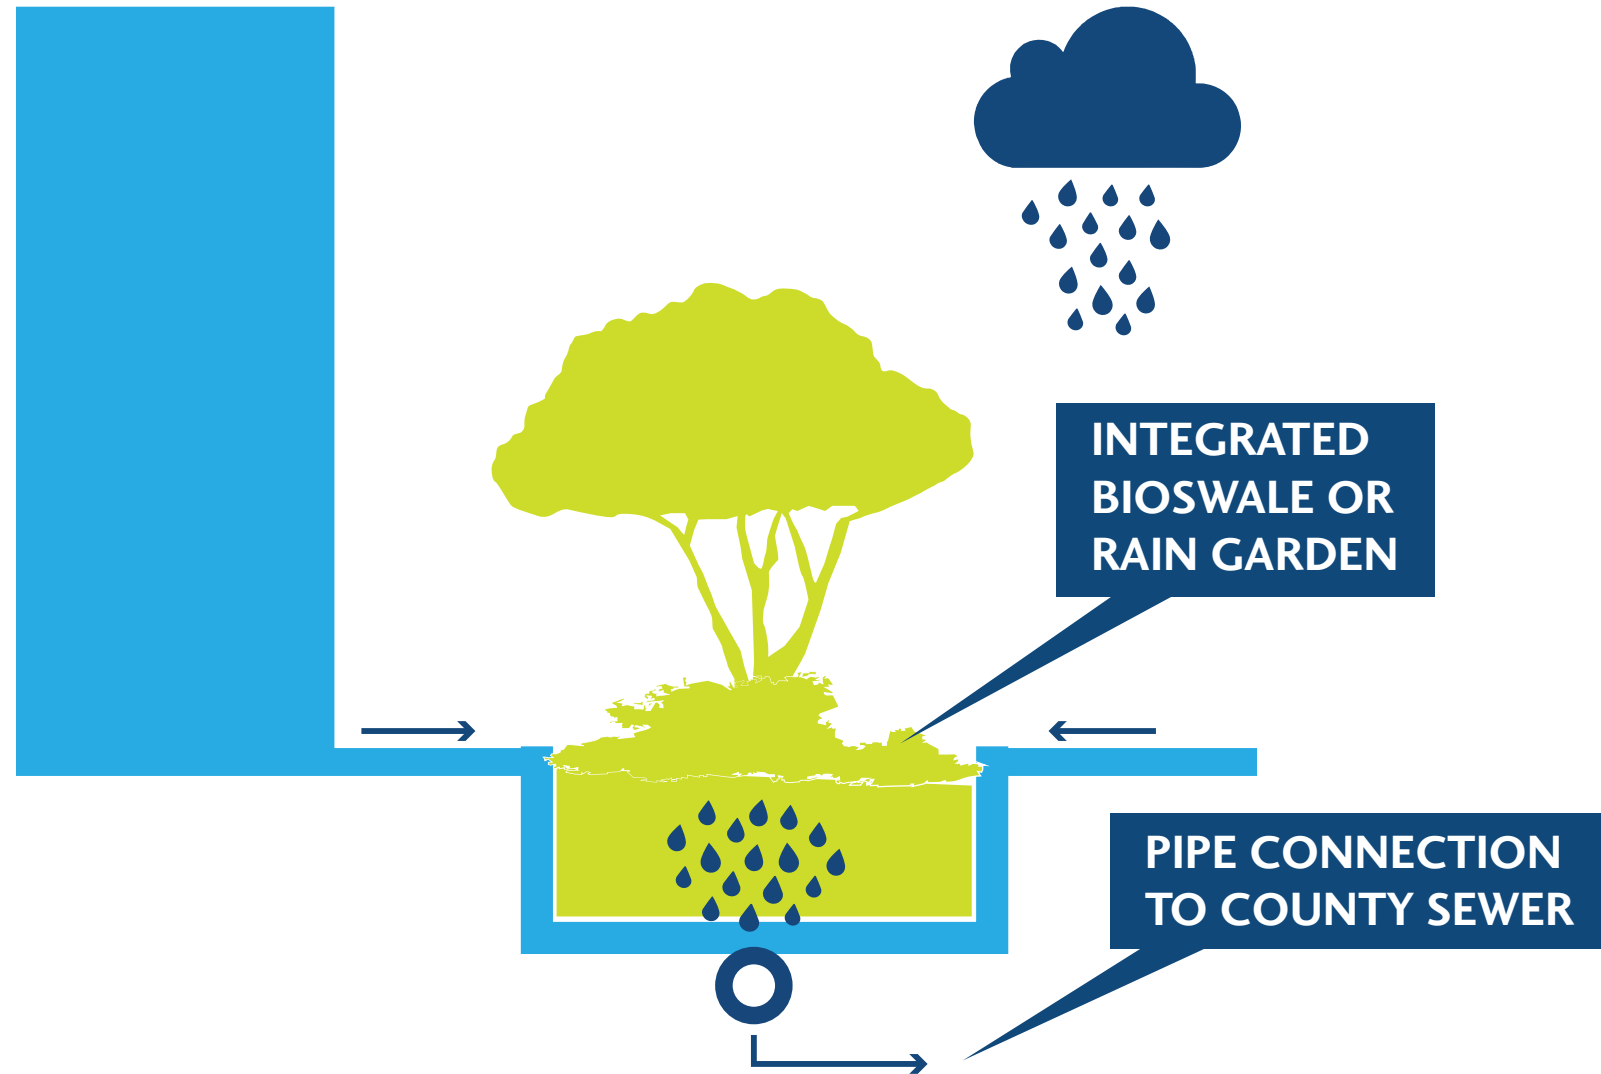 INTEGRATED
BIOSWALE OR
RAIN GARDEN
PIPE CONNECTION
TO COUNTY SEWER